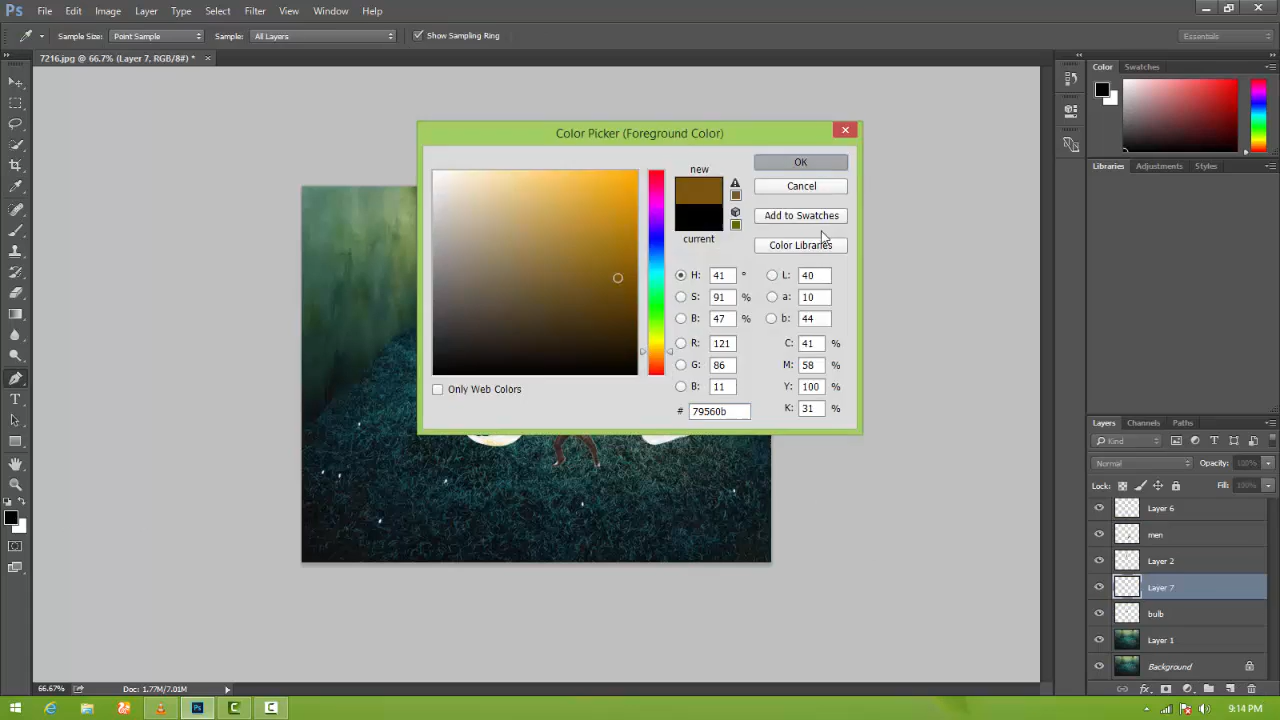 Ps File Edit Image Layer Type Select Filter View Window Help
Sample Size: Point Sample Sample: All Layers Show Sampling Ring Essentials
7216.jpg @ 66.7% (Layer 7, RGB/8#) * ×
Color Swatches
Color Picker (Foreground Color)
new
OK
Cancel
Add to Swatches
current
Color Libraries
H: 41 ° L: 40
S: 91 % a: 10
B: 47 % b: 44
R: 121 C: 41 %
G: 86 M: 58 %
B: 11 Y: 100 %
# 79560b K: 31 %
Only Web Colors
Libraries Adjustments Styles
Layers Channels Paths
Kind
Normal Opacity: 100%
Lock: Fill: 100%
Layer 6
men
Layer 2
Layer 7
bulb
Layer 1
Background
66.67% Doc: 1.77M/7.01M
9:14 PM